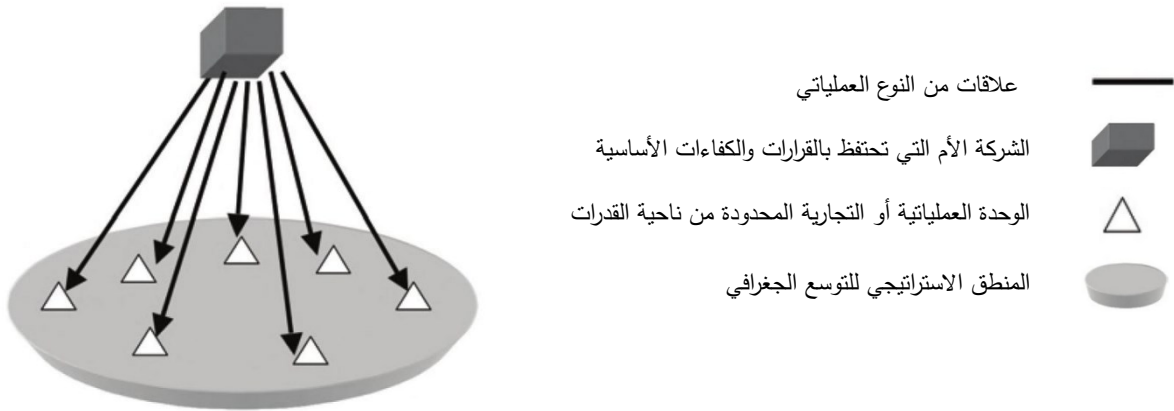 علاقات من النوع العملياتي
الشركة الأم التي تحتفظ بالقرارات والكفاءات الأساسية
الوحدة العملياتية أو التجارية المحدودة من ناحية القدرات
المنطق الاستراتيجي للتوسع الجغرافي